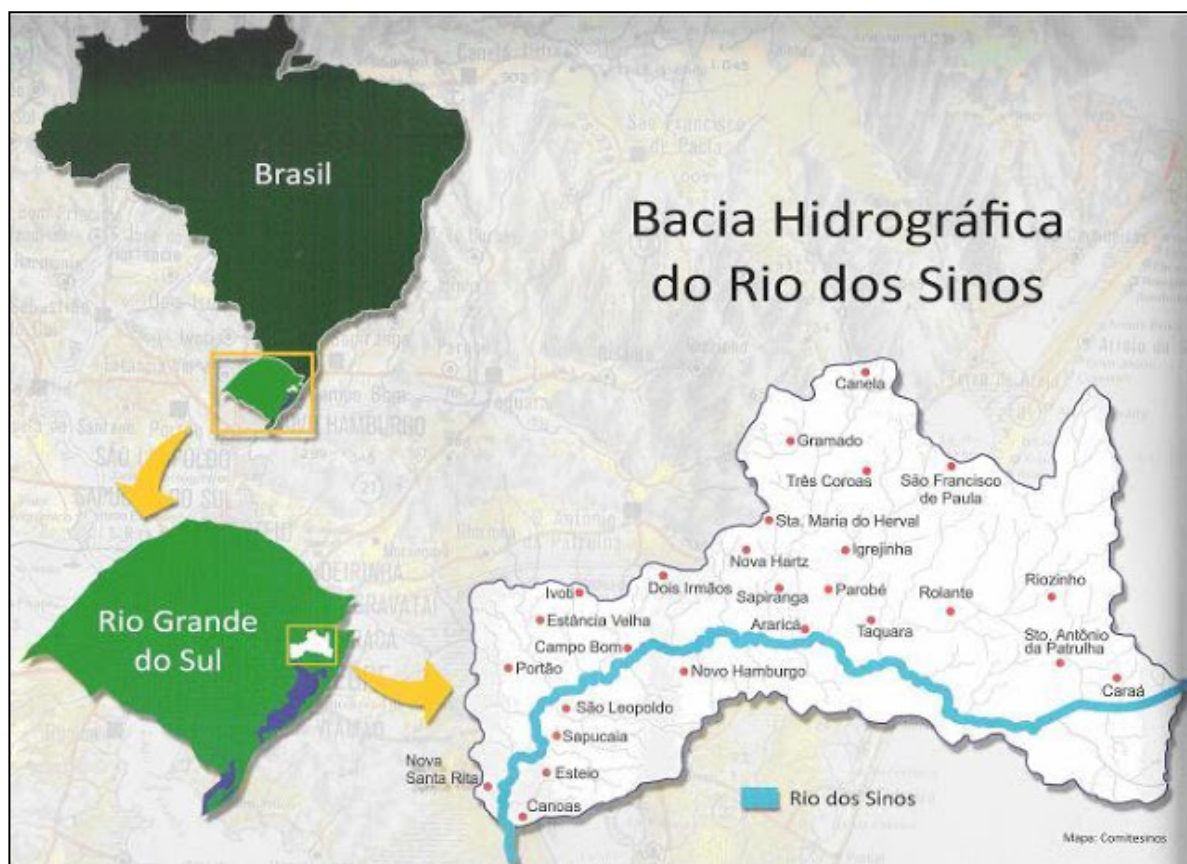 Brasil
Bacia Hidrográfica
do Rio dos Sinos
Rio Grande
do Sul
Canela
Gramado
Três Coroas
São Francisco
de Paula
Sta. Maria do Herval
Nova Hartz
Igrejinha
Ivoti
Dois Irmãos
Sapiranga
Parobé
Rolante
Riozinho
Estância Velha
Araricá
Taquara
Campo Bom
Sto. Antônio
da Patrulha
Portão
Novo Hamburgo
Caraá
São Leopoldo
Sapucaia
Nova
Santa Rita
Esteio
Canoas
Rio dos Sinos
Mapa: Comitesinos